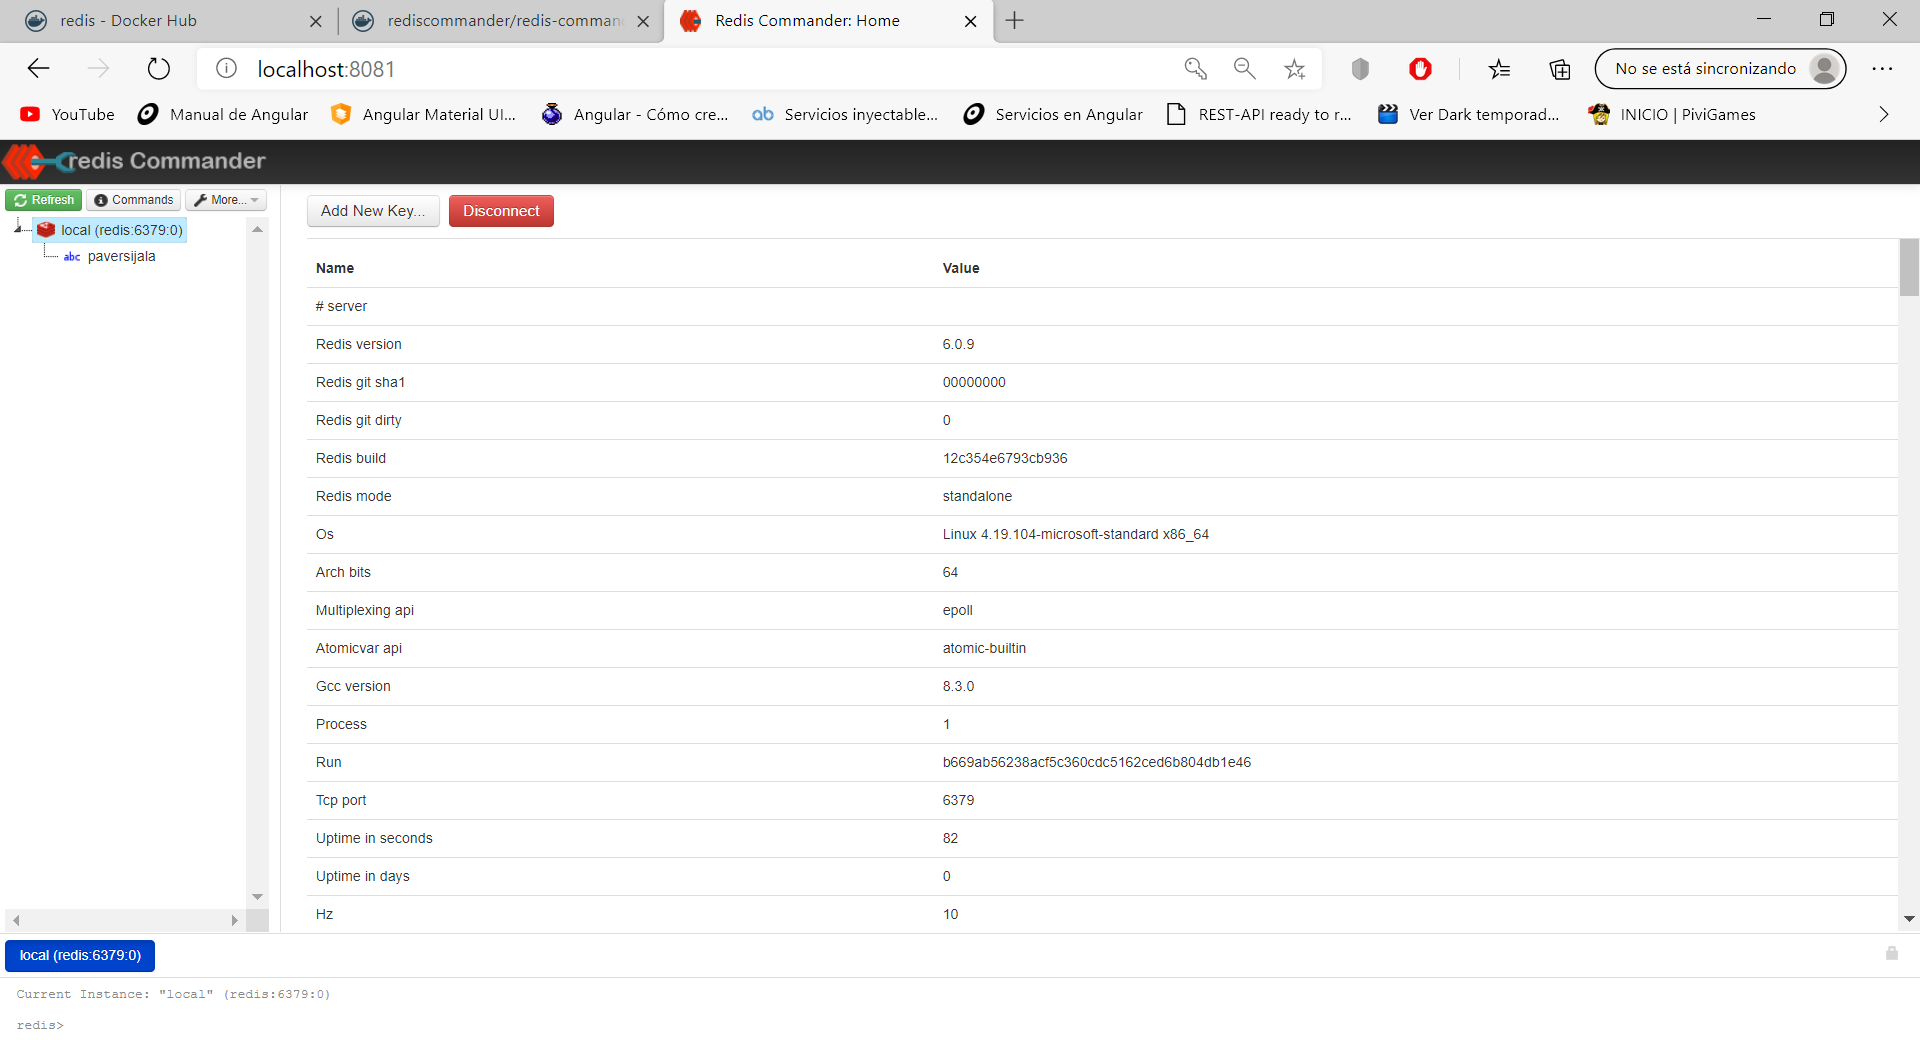 redis - Docker Hub
rediscommander/redis-comman
Redis Commander: Home
localhost:8081
No se está sincronizando
YouTube
Manual de Angular
Angular Material UI...
Angular - Cómo cre...
Servicios inyectable...
Servicios en Angular
REST-API ready to r...
Ver Dark temporad...
INICIO | PiviGames
redis Commander
Refresh
Commands
More...
local (redis:6379:0)
abc paversijala
Add New Key...
Disconnect
Name Value
# server
Redis version 6.0.9
Redis git sha1 00000000
Redis git dirty 0
Redis build 12c354e6793cb936
Redis mode standalone
Os Linux 4.19.104-microsoft-standard x86_64
Arch bits 64
Multiplexing api epoll
Atomicvar api atomic-builtin
Gcc version 8.3.0
Process 1
Run b669ab56238acf5c360cdc5162ced6b804db1e46
Tcp port 6379
Uptime in seconds 82
Uptime in days 0
Hz 10
local (redis:6379:0)
Current Instance: "local" (redis:6379:0)
redis>